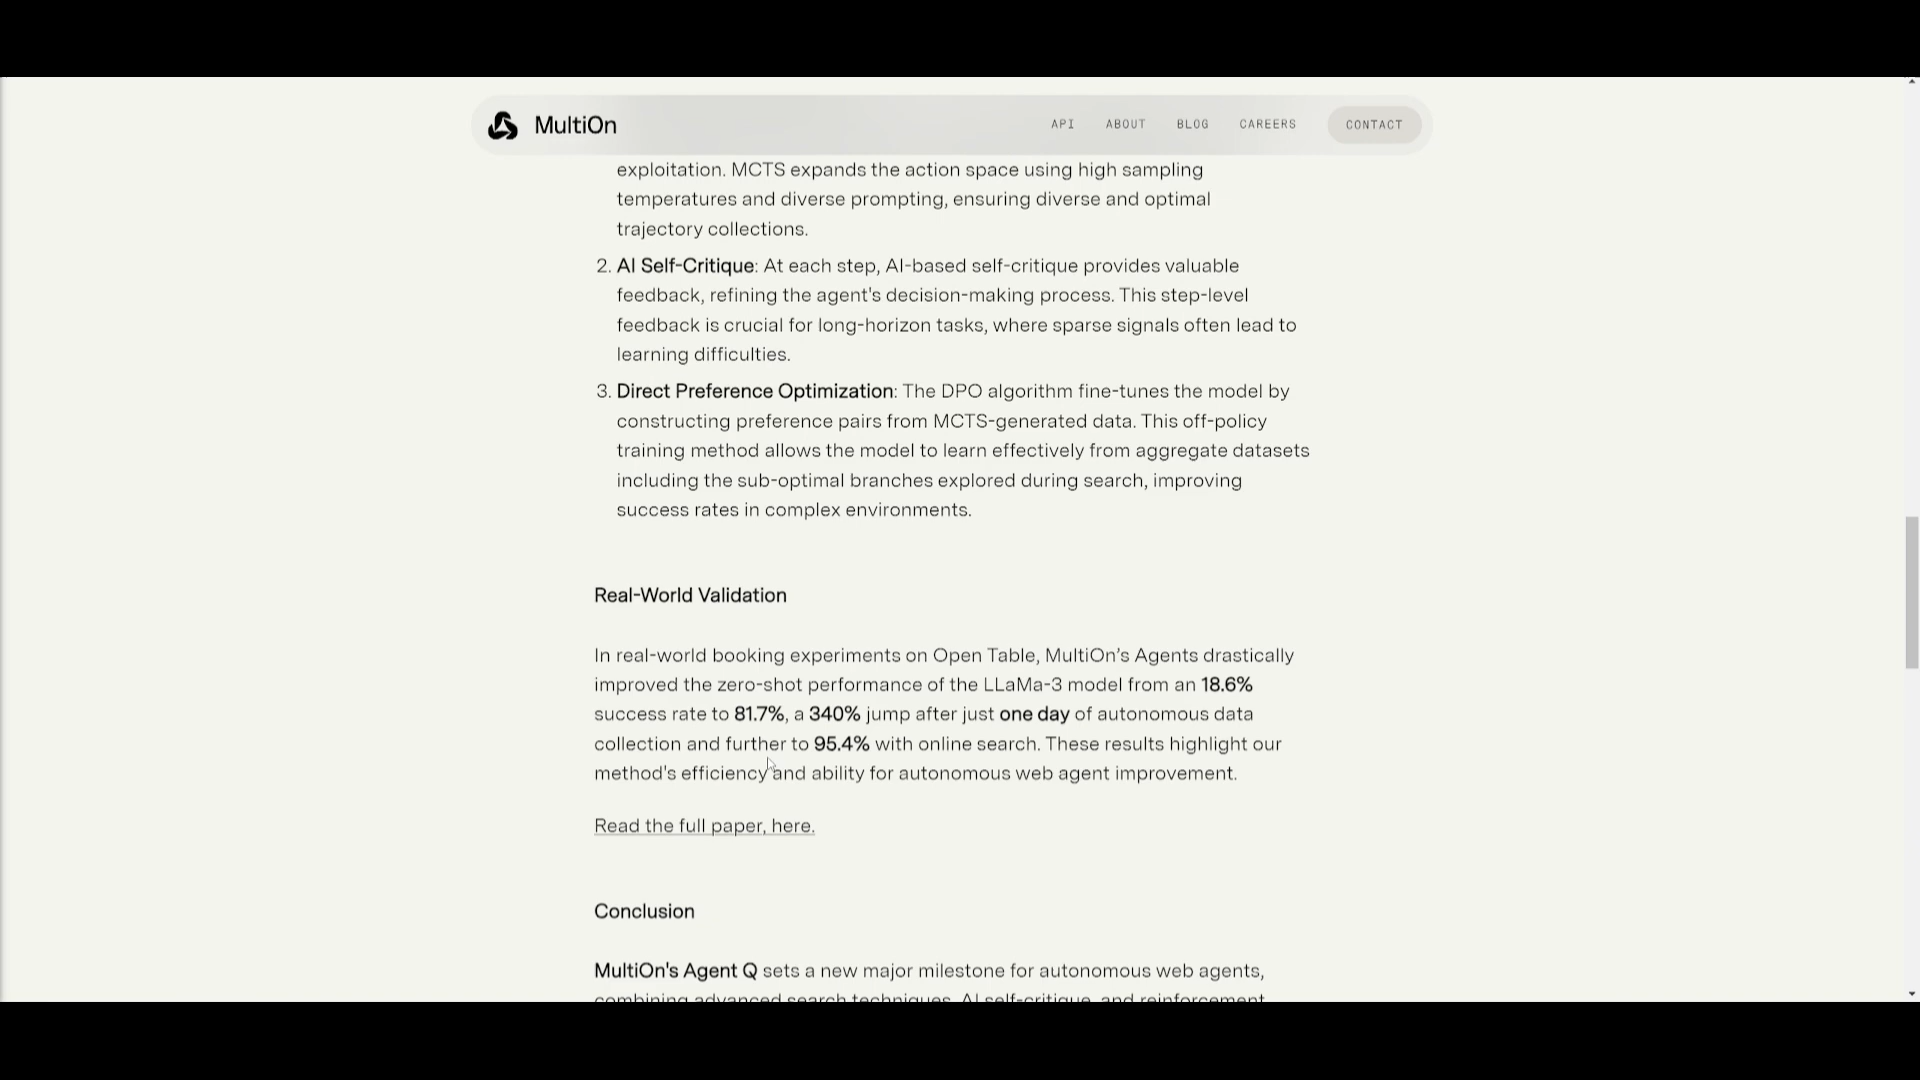 MultiOn
API ABOUT BLOG CAREERS CONTACT
exploitation. MCTS expands the action space using high sampling
temperatures and diverse prompting, ensuring diverse and optimal
trajectory collections.
2. AI Self-Critique: At each step, AI-based self-critique provides valuable
feedback, refining the agent's decision-making process. This step-level
feedback is crucial for long-horizon tasks, where sparse signals often lead to
learning difficulties.
3. Direct Preference Optimization: The DPO algorithm fine-tunes the model by
constructing preference pairs from MCTS-generated data. This off-policy
training method allows the model to learn effectively from aggregate datasets
including the sub-optimal branches explored during search, improving
success rates in complex environments.
Real-World Validation
In real-world booking experiments on Open Table, MultiOn’s Agents drastically
improved the zero-shot performance of the LLaMa-3 model from an 18.6%
success rate to 81.7%, a 340% jump after just one day of autonomous data
collection and further to 95.4% with online search. These results highlight our
method's efficiency and ability for autonomous web agent improvement.
Read the full paper, here.
Conclusion
MultiOn's Agent Q sets a new major milestone for autonomous web agents,
combining advanced search techniques, AI self-critique, and reinforcement